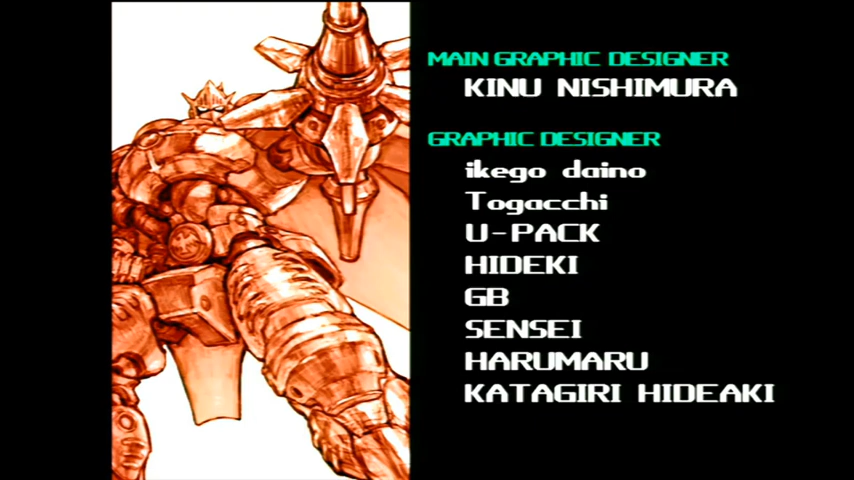 MAIN GRAPHIC DESIGNER
KINU NISHIMURA
GRAPHIC DESIGNER
ikego daino
Togacchi
U-PACK
HIDEKI
GB
SENSEI
HARUMARU
KATAGIRI HIDEAKI